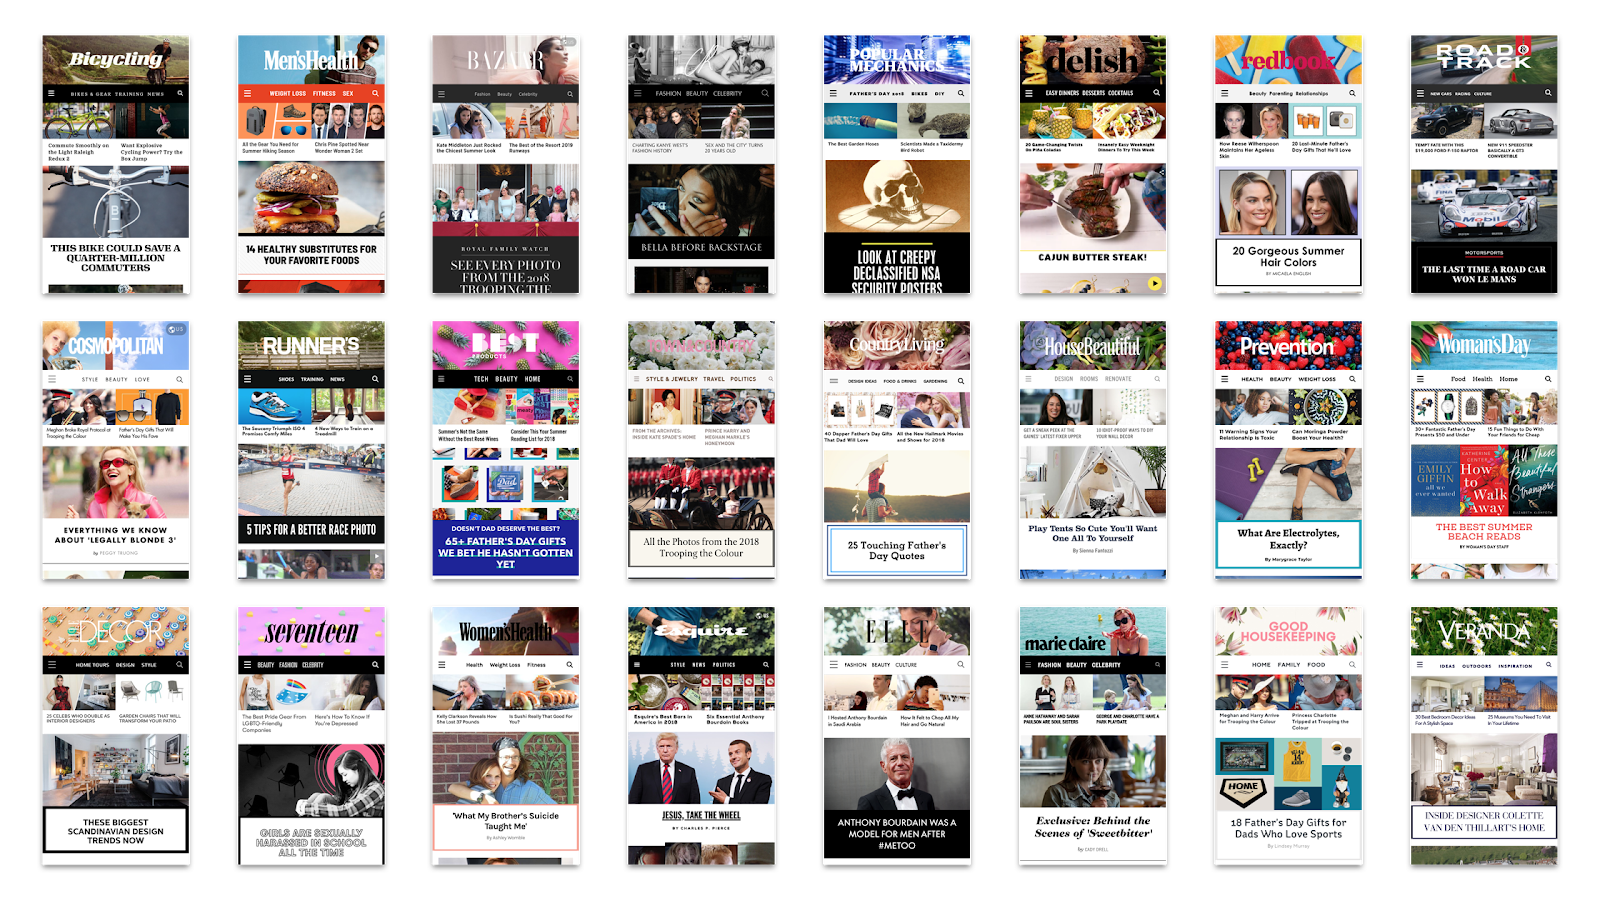 Bicycling
BIKES & GEAR TRAINING NEWS
Commute Smoothly on
the Light Raleigh
Redux 2
Want Explosive
Cycling Power? Try the
Box Jump
THIS BIKE COULD SAVE A
QUARTER-MILLION
COMMUTERS
Men'sHealth
WEIGHT LOSS FITNESS SEX
All the Gear You Need for
Summer Hiking Season
Chris Pine Spotted Near
Wonder Woman 2 Set
14 HEALTHY SUBSTITUTES FOR
YOUR FAVORITE FOODS
BAZAAR
Fashion Beauty Celebrity
Kate Middleton Just Rocked
the Chicest Summer Look
The Best of the Resort 2019
Runways
ROYAL FAMILY WATCH
SEE EVERY PHOTO
FROM THE 2018
TROOPING THE
FASHION BEAUTY CELEBRITY
CHARTING KANYE WEST'S
FASHION HISTORY
'SEX AND THE CITY' TURNS
20 YEARS OLD
BELLA BEFORE BACKSTAGE
POPULAR
MECHANICS
FATHER'S DAY 2018 BIKES DIY
The Best Garden Hoses
Scientists Made a Taxidermy
Bird Robot
LOOK AT CREEPY
DECLASSIFIED NSA
SECURITY POSTERS
delish
EASY DINNERS DESSERTS COCKTAILS
20 Game-Changing Twists
On Piña Coladas
Insanely Easy Weeknight
Dinners To Try This Week
CAJUN BUTTER STEAK!
redbook
Beauty Parenting Relationships
How Reese Witherspoon
Maintains Her Ageless
Skin
20 Last-Minute Father's
Day Gifts That He'll Love
20 Gorgeous Summer
Hair Colors
BY MICAELA ENGLISH
ROAD &
TRACK
NEW CARS RACING CULTURE
TEMPT FATE WITH THIS
$19,000 FORD F-150 RAPTOR
NEW 911 SPEEDSTER
BASICALLY A GT3
CONVERTIBLE
Mobil
MOTORSPORTS
THE LAST TIME A ROAD CAR
WON LE MANS
COSMOPOLITAN
US
STYLE BEAUTY LOVE
Meghan Broke Royal Protocol at
Trooping the Colour
Father's Day Gifts That Will
Make You His Fave
EVERYTHING WE KNOW
ABOUT 'LEGALLY BLONDE 3'
by PEGGY TRUONG
RUNNER'S
SHOES TRAINING NEWS
The Saucony Triumph ISO 4
Promises Comfy Miles
4 New Ways to Train on a
Treadmill
5 TIPS FOR A BETTER RACE PHOTO
BEST
PRODUCTS
TECH BEAUTY HOME
Summer's Not the Same
Without the Best Rosé Wines
Consider This Your Summer
Reading List for 2018
Dad
DOESN'T DAD DESERVE THE BEST?
65+ FATHER'S DAY GIFTS
WE BET HE HASN'T GOTTEN
YET
TOWN&COUNTRY
STYLE & JEWELRY TRAVEL POLITICS
FROM THE ARCHIVES:
INSIDE KATE SPADE'S HOME
PRINCE HARRY AND
MEGHAN MARKLE'S
HONEYMOON
All the Photos from the 2018
Trooping the Colour
CountryLiving
DESIGN IDEAS FOOD & DRINKS GARDENING
40 Dapper Father's Day Gifts
That Dad Will Love
All the New Hallmark Movies
and Shows for 2018
25 Touching Father's
Day Quotes
HouseBeautiful
DESIGN ROOMS RENOVATE
GET A SNEAK PEEK AT THE
GAINES' LATEST FIXER UPPER
10 IDIOT-PROOF WAYS TO DIY
YOUR WALL DECOR
Play Tents So Cute You'll Want
One All To Yourself
By Sienna Fantozzi
Prevention
HEALTH BEAUTY WEIGHT LOSS
11 Warning Signs Your
Relationship Is Toxic
Can Moringa Powder
Boost Your Health?
What Are Electrolytes,
Exactly?
By Marygrace Taylor
Woman'sDay
Food Health Home
30+ Fantastic Father's Day
Presents $50 and Under
15 Fun Things to Do With
Your Friends for Cheap
EMILY
GIFFIN
all we
ever wanted
KATHERINE
CENTER
How
to
Walk
Away
All These
Beautiful
Strangers
THE BEST SUMMER
BEACH READS
BY WOMAN'S DAY STAFF
DECOR
HOME TOURS DESIGN STYLE
25 CELEBS WHO DOUBLE AS
INTERIOR DESIGNERS
GARDEN CHAIRS THAT WILL
TRANSFORM YOUR PATIO
THESE BIGGEST
SCANDINAVIAN DESIGN
TRENDS NOW
seventeen
BEAUTY FASHION CELEBRITY
The Best Pride Gear From
LGBTQ-Friendly
Companies
Here's How To Know If
You're Depressed
GIRLS ARE SEXUALLY
HARASSED IN SCHOOL
ALL THE TIME
Women'sHealth
Health Weight Loss Fitness
Kelly Clarkson Reveals How
She Lost 37 Pounds
Is Sushi Really That Good For
You?
'What My Brother's Suicide
Taught Me'
By Ashley Womble
Esquire
STYLE NEWS POLITICS
Esquire's Best Bars in
America in 2018
Six Essential Anthony
Bourdain Books
JESUS, TAKE THE WHEEL
BY CHARLES P. PIERCE
ELLE
FASHION BEAUTY CULTURE
I Hosted Anthony Bourdain
in Saudi Arabia
How It Felt to Chop All My
Hair and Go Natural
ANTHONY BOURDAIN WAS A
MODEL FOR MEN AFTER
#METOO
marie claire
FASHION BEAUTY CELEBRITY
ANNE HATHAWAY AND SARAH
PAULSON ARE SOUL SISTERS
GEORGE AND CHARLOTTE HAVE A
PARK PLAYDATE
Exclusive: Behind the
Scenes of 'Sweetbitter'
by CADY DRELL
GOOD
HOUSEKEEPING
HOME FAMILY FOOD
Meghan and Harry Arrive
for Trooping the Colour
Princess Charlotte
Tripped at Trooping the
Colour
HOME
18 Father's Day Gifts for
Dads Who Love Sports
By Lindsey Murray
VERANDA
IDEAS OUTDOORS INSPIRATION
30 Best Bedroom Decor Ideas
For A Stylish Space
25 Museums You Need To Visit
in Your Lifetime
INSIDE DESIGNER COLETTE
VAN DEN THILLART'S HOME